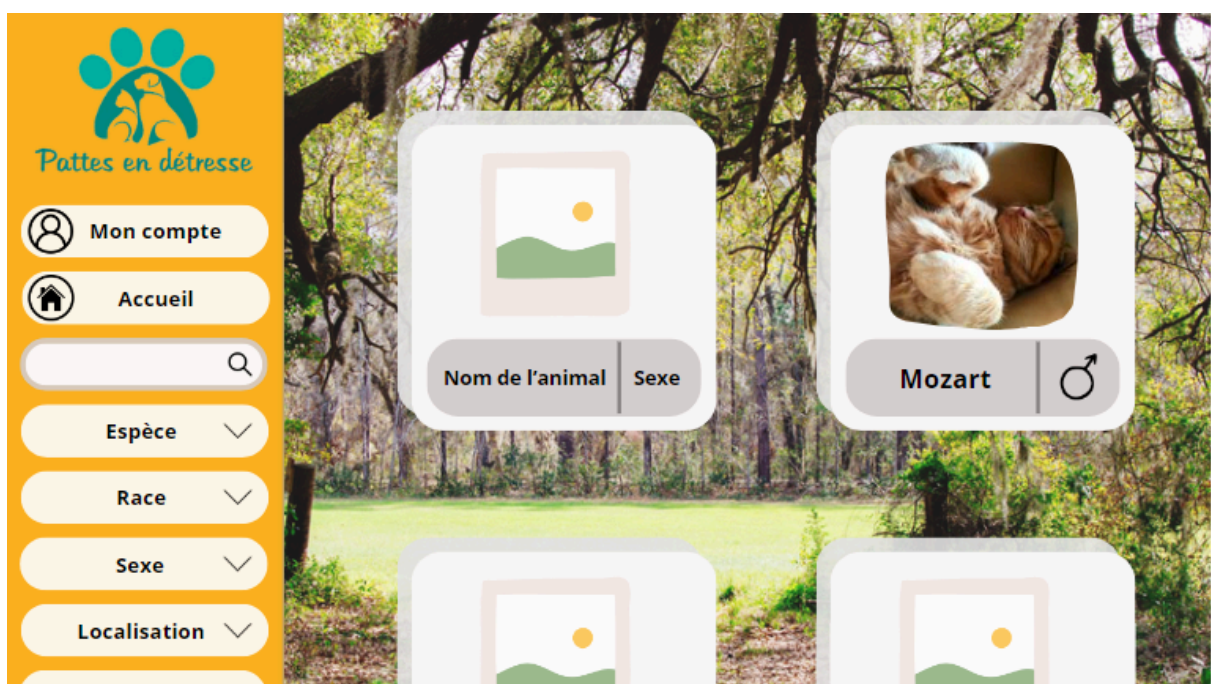 Pattes en détresse
Mon compte
Accueil
Espèce
Race
Sexe
Localisation
Nom de l'animal
Sexe
Mozart